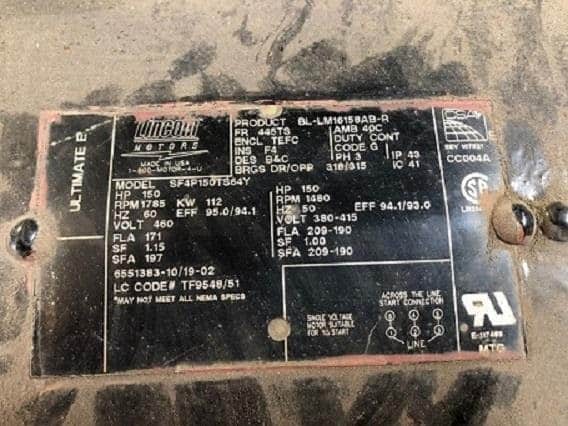 ULTIMATE E
LINCOLN
MOTORS
MADE IN USA
1-800-MOTOR-4-U
PRODUCT BL-LM16158AB-R
FR 445TS AMB 40C
ENCL TEFC DUTY CONT
INS F4 CODE G
DES B&C PH 3 IP 43
BRGS DR/OPP 318/315 IC 41
CSA
CC004A
MODEL SF4P150TS64Y
HP 150
RPM 1785 KW 112
HZ 60 EFF 95.0/94.1
VOLT 460
FLA 171
SF 1.15
SFA 197
HP 150
RPM 1480
HZ 50 EFF 94.1/93.0
VOLT 380-415
FLA 209-190
SF 1.00
SFA 209-190
6551383-10/19-02
LC CODE# TF9548/51
*MAY NOT MEET ALL NEMA SPECS
SINGLE VOLTAGE
MOTOR SUITABLE
FOR START
ACROSS THE LINE
START CONNECTION
LINE
MTG